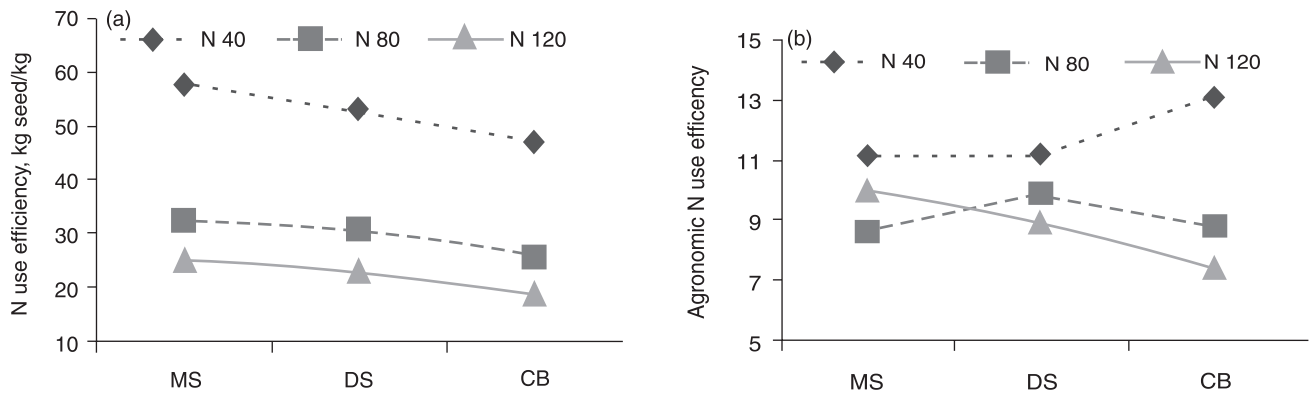 (a)
N 40 N 80 N 120
N use efficiency, kg seed/kg
70
60
50
40
30
20
10
MS DS CB
(b)
N 40 N 80 N 120
Agronomic N use efficency
15
13
11
9
7
5
MS DS CB